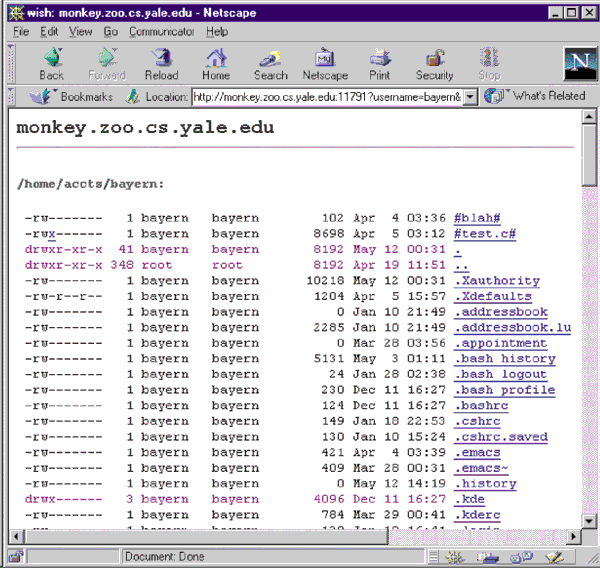 wish: monkey.zoo.cs.yale.edu - Netscape
File Edit View Go Communicator Help
Back Forward Reload Home Search Netscape Print Security Stop
N
Bookmarks Location: http://monkey.zoo.cs.yale.edu:11791?username=bayern& What's Related
monkey.zoo.cs.yale.edu
/home/accts/bayern:
-rw------- 1 bayern bayern 102 Apr 4 03:36 #blah#
-rwx------ 1 bayern bayern 8698 Apr 5 03:12 #test.c#
drwxr-xr-x 41 bayern bayern 8192 May 12 00:31 .
drwxr-xr-x 348 root root 8192 Apr 19 11:51 ..
-rw------- 1 bayern bayern 10218 May 12 00:31 .Xauthority
-rw-r--r-- 1 bayern bayern 1204 Apr 5 15:57 .Xdefaults
-rw------- 1 bayern bayern 0 Jan 10 21:49 .addressbook
-rw------- 1 bayern bayern 2285 Jan 10 21:49 .addressbook.lu
-rw------- 1 bayern bayern 0 Mar 28 03:56 .appointment
-rw------- 1 bayern bayern 5131 May 3 01:11 .bash_history
-rw------- 1 bayern bayern 24 Jan 28 02:38 .bash_logout
-rw------- 1 bayern bayern 230 Dec 11 16:27 .bash_profile
-rw------- 1 bayern bayern 124 Dec 11 16:27 .bashrc
-rw------- 1 bayern bayern 149 Jan 18 22:53 .cshrc
-rw------- 1 bayern bayern 130 Jan 10 15:24 .cshrc.saved
-rw------- 1 bayern bayern 421 Apr 4 03:39 .emacs
-rw------- 1 bayern bayern 409 Mar 28 00:31 .emacs~
-rw------- 1 bayern bayern 0 May 12 14:19 .history
drwx------ 3 bayern bayern 4096 Dec 11 16:27 .kde
-rw------- 1 bayern bayern 784 Mar 29 00:41 .kderc
Document: Done